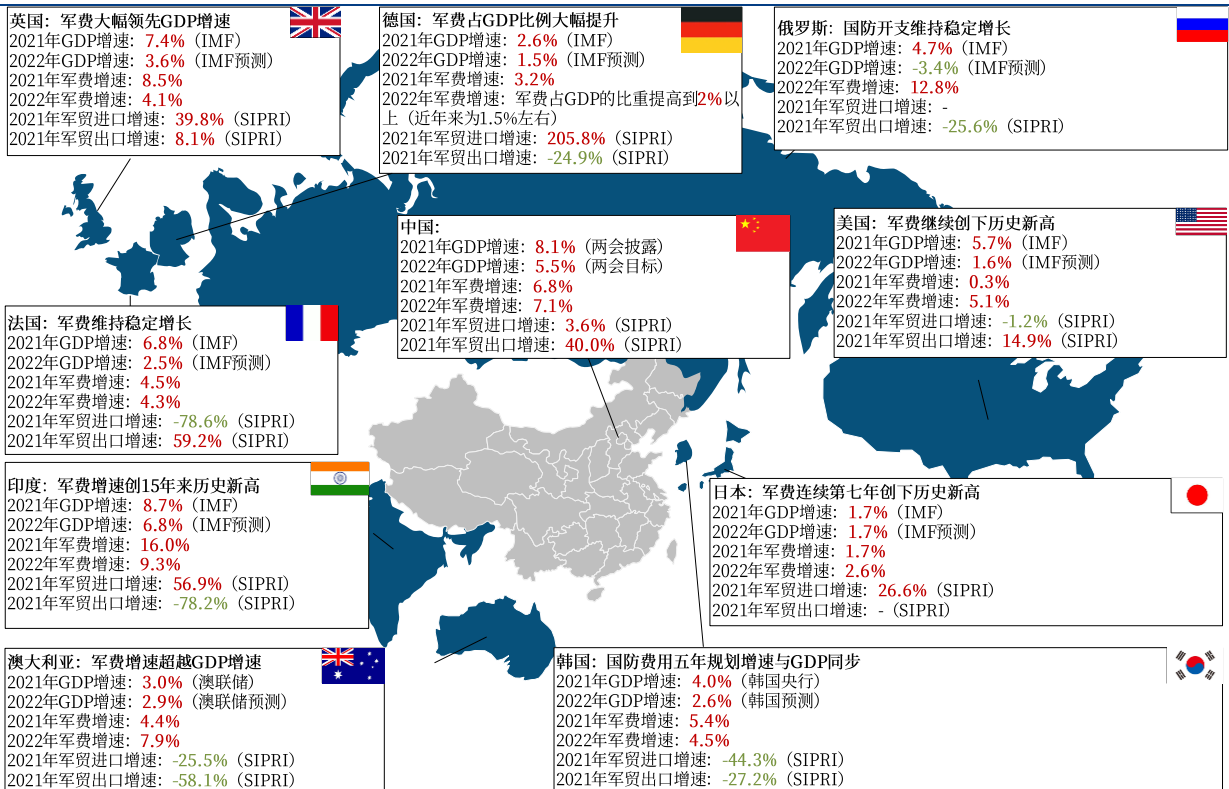 英国：军费大幅领先GDP增速
2021年GDP增速：7.4%（IMF）
2022年GDP增速：3.6%（IMF预测）
2021年军费增速：8.5%
2022年军费增速：4.1%
2021年军贸进口增速：39.8%（SIPRI）
2021年军贸出口增速：8.1%（SIPRI）
德国：军费占GDP比例大幅提升
2021年GDP增速：2.6%（IMF）
2022年GDP增速：1.5%（IMF预测）
2021年军费增速：3.2%
2022年军费增速：军费占GDP的比重提高到2%以
上（近年来为1.5%左右）
2021年军贸进口增速：205.8%（SIPRI）
2021年军贸出口增速：-24.9%（SIPRI）
俄罗斯：国防开支维持稳定增长
2021年GDP增速：4.7%（IMF）
2022年GDP增速：-3.4%（IMF预测）
2022年军费增速：12.8%
2021年军贸进口增速：-
2021年军贸出口增速：-25.6%（SIPRI）
中国：
2021年GDP增速：8.1%（两会披露）
2022年GDP增速：5.5%（两会目标）
2021年军费增速：6.8%
2022年军费增速：7.1%
2021年军贸进口增速：3.6%（SIPRI）
2021年军贸出口增速：40.0%（SIPRI）
美国：军费继续创下历史新高
2021年GDP增速：5.7%（IMF）
2022年GDP增速：1.6%（IMF预测）
2021年军费增速：0.3%
2022年军费增速：5.1%
2021年军贸进口增速：-1.2%（SIPRI）
2021年军贸出口增速：14.9%（SIPRI）
法国：军费维持稳定增长
2021年GDP增速：6.8%（IMF）
2022年GDP增速：2.5%（IMF预测）
2021年军费增速：4.5%
2022年军费增速：4.3%
2021年军贸进口增速：-78.6%（SIPRI）
2021年军贸出口增速：59.2%（SIPRI）
印度：军费增速创15年来历史新高
2021年GDP增速：8.7%（IMF）
2022年GDP增速：6.8%（IMF预测）
2021年军费增速：16.0%
2022年军费增速：9.3%
2021年军贸进口增速：56.9%（SIPRI）
2021年军贸出口增速：-78.2%（SIPRI）
日本：军费连续第七年创下历史新高
2021年GDP增速：1.7%（IMF）
2022年GDP增速：1.7%（IMF预测）
2021年军费增速：1.7%
2022年军费增速：2.6%
2021年军贸进口增速：26.6%（SIPRI）
2021年军贸出口增速：-（SIPRI）
澳大利亚：军费增速超越GDP增速
2021年GDP增速：3.0%（澳联储）
2022年GDP增速：2.9%（澳联储预测）
2021年军费增速：4.4%
2022年军费增速：7.9%
2021年军贸进口增速：-25.5%（SIPRI）
2021年军贸出口增速：-58.1%（SIPRI）
韩国：国防费用五年规划增速与GDP同步
2021年GDP增速：4.0%（韩国央行）
2022年GDP增速：2.6%（韩国预测）
2021年军费增速：5.4%
2022年军费增速：4.5%
2021年军贸进口增速：-44.3%（SIPRI）
2021年军贸出口增速：-27.2%（SIPRI）